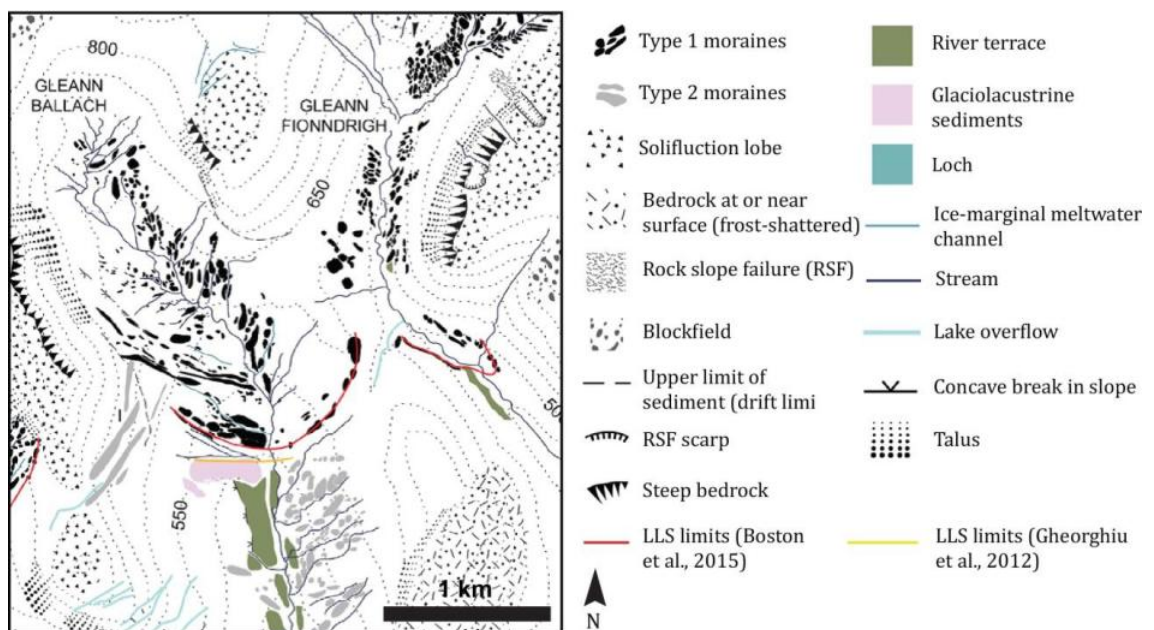 800
GLEANN
BALLACH
GLEANN
FIONNDRIGH
650
550
50
1 km
Type 1 moraines
Type 2 moraines
Solifluction lobe
Bedrock at or near
surface (frost-shattered)
Rock slope failure (RSF)
Blockfield
Upper limit of
sediment (drift limi
RSF scarp
Steep bedrock
LLS limits (Boston
et al., 2015)
N
River terrace
Glaciolacustrine
sediments
Loch
Ice-marginal meltwater
channel
Stream
Lake overflow
Concave break in slope
Talus
LLS limits (Gheorghiu
et al., 2012)